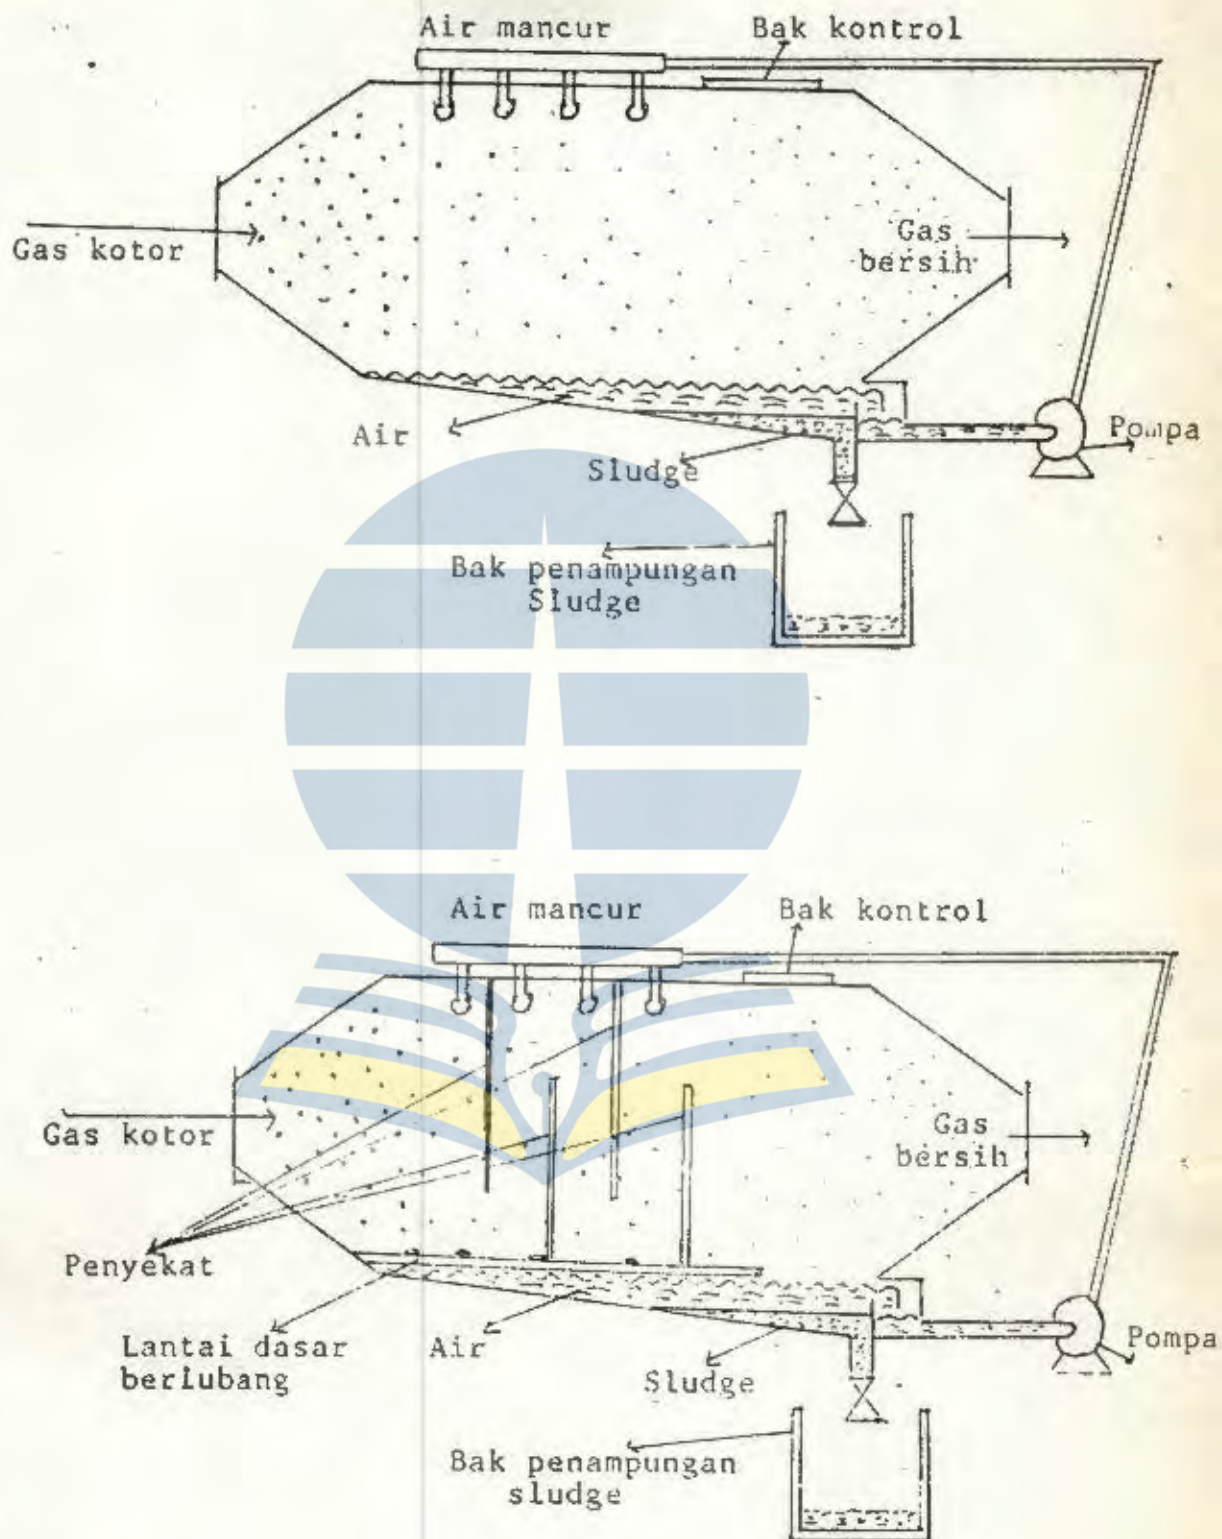 Air mancur
Bak kontrol
Gas kotor
Gas
bersih
Air
Pompa
Sludge
Bak penampungan
Sludge
Air mancur
Bak kontrol
Gas kotor
Gas
bersih
Penyekat
Lantai dasar
berlubang
Air
Sludge
Pompa
Bak penampungan
sludge